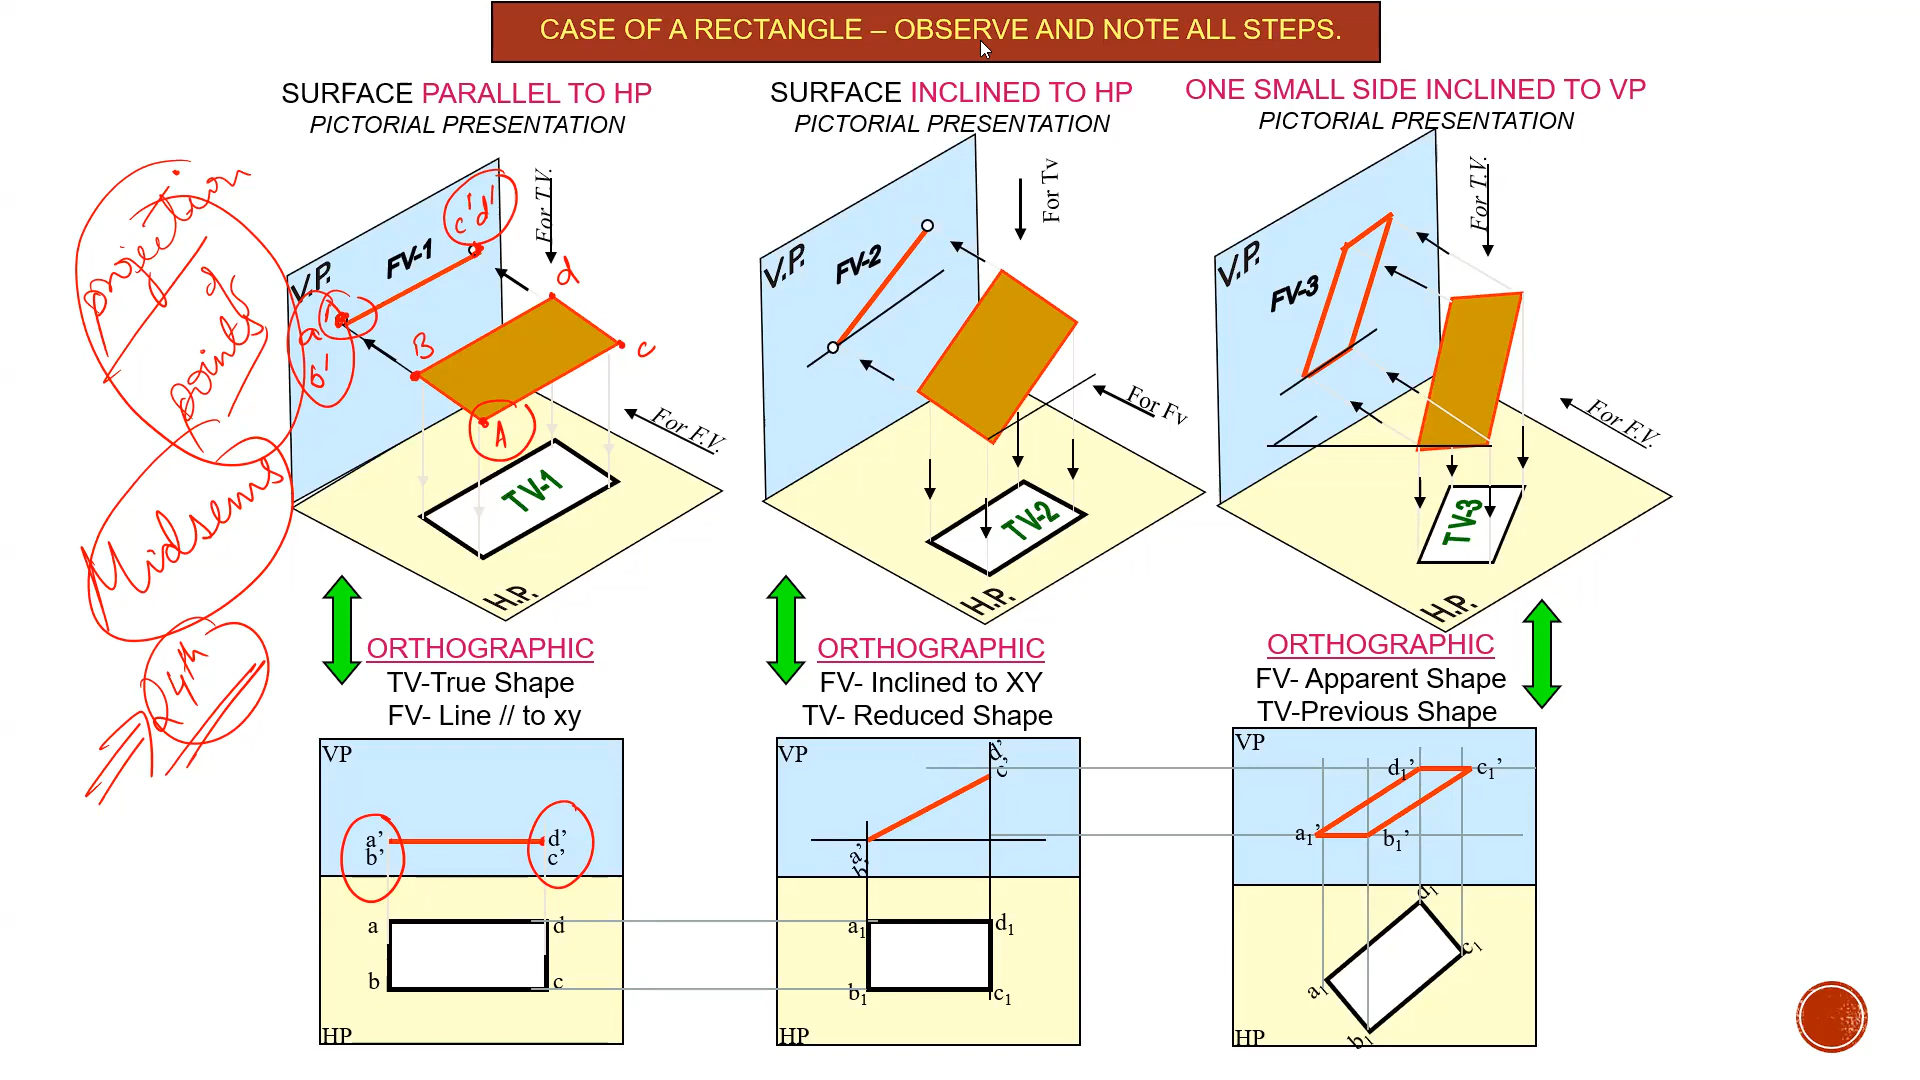 CASE OF A RECTANGLE – OBSERVE AND NOTE ALL STEPS.
SURFACE PARALLEL TO HP
PICTORIAL PRESENTATION
SURFACE INCLINED TO HP
PICTORIAL PRESENTATION
ONE SMALL SIDE INCLINED TO VP
PICTORIAL PRESENTATION
projection
of
points
Midsems
24th
V.P.
FV-1
c' d'
For T.V.
d
a'
b'
B
c
A
For F.V.
TV-1
H.P.
V.P.
FV-2
For Tv
For Fv
TV-2
H.P.
V.P.
FV-3
For T.V.
For F.V.
TV-3
H.P.
ORTHOGRAPHIC
TV-True Shape
FV- Line // to xy
ORTHOGRAPHIC
FV- Inclined to XY
TV- Reduced Shape
ORTHOGRAPHIC
FV- Apparent Shape
TV-Previous Shape
VP
a’
b’
d’
c’
a
d
b
c
HP
VP
d’
c’
a’
b’
a1
d1
b1
c1
HP
VP
d1’
c1’
a1’
b1’
d1
c1
a1
b1
HP